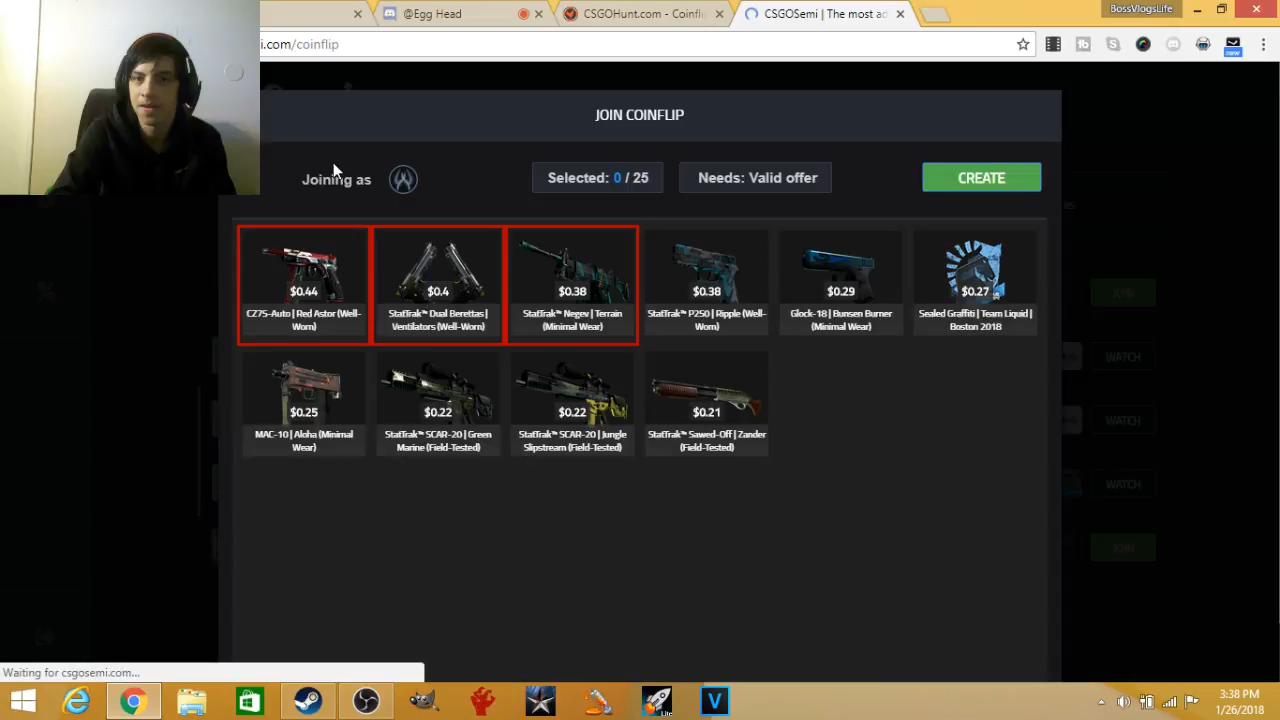 @Egg Head
CSGOHunt.com - Coinfli
CSGOSemi | The most ad
BossVlogsLife
i.com/coinflip
new
JOIN COINFLIP
Joining as
Selected: 0 / 25
Needs: Valid offer
CREATE
$0.44
$0.4
$0.38
$0.38
$0.29
$0.27
CZ75-Auto | Red Astor (Well-
Worn)
StatTrak™ Dual Berettas |
Ventilators (Well-Worn)
StatTrak™ Negev | Terrain
(Minimal Wear)
StatTrak™ P250 | Ripple (Well-
Worn)
Glock-18 | Bunsen Burner
(Minimal Wear)
Sealed Graffiti | Team Liquid |
Boston 2018
JOIN
WATCH
$0.25
$0.22
$0.22
$0.21
WATCH
MAC-10 | Aloha (Minimal
Wear)
StatTrak™ SCAR-20 | Green
Marine (Field-Tested)
StatTrak™ SCAR-20 | Jungle
Slipstream (Field-Tested)
StatTrak™ Sawed-Off | Zander
(Field-Tested)
WATCH
JOIN
Waiting for csgosemi.com...
Lite
V
3:38 PM
1/26/2018